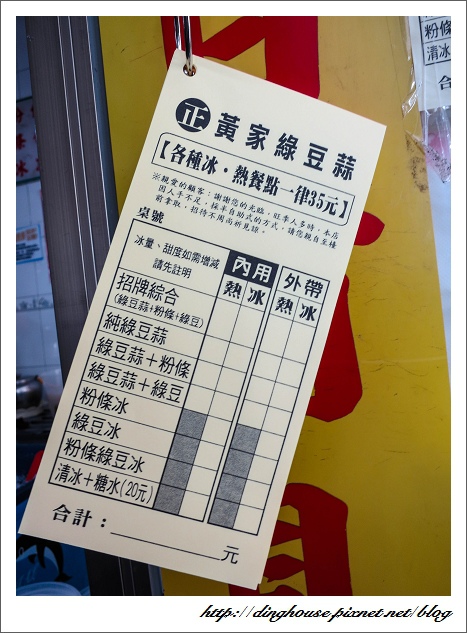 正 黃家綠豆蒜
【各種冰·熱餐點一律35元】
※親愛的顧客:謝謝您的光臨,旺季人多時,本店
因人手不足,採半自助式的方式,請您親自至檯
前拿取,招待不周尚祈見諒。
桌號
冰量、甜度如需增減
請先註明
內用 外帶
熱 冰 熱 冰
招牌綜合
(綠豆蒜+粉條+綠豆)
純綠豆蒜
綠豆蒜+粉條
綠豆蒜+綠豆
粉條冰
綠豆冰
粉條綠豆冰
清冰+糖水(20元)
合計: 元
粉條
清冰
合
http://dinghouse.pixnet.net/blog